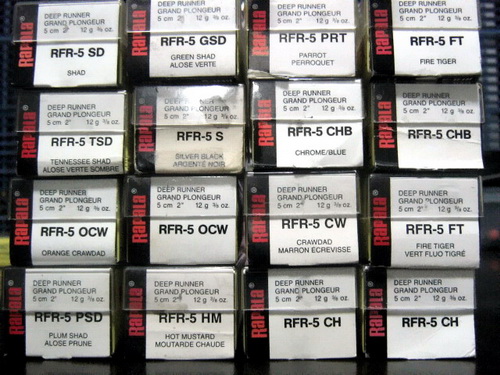 RAPALA
DEEP RUNNER
GRAND PLONGEUR
5 cm 2" 12 g ⅜ oz.
RFR-5 SD
SHAD
DEEP RUNNER
GRAND PLONGEUR
5 cm 2" 12 g ⅜ oz.
RFR-5 GSD
GREEN SHAD
ALOSE VERTE
RAPALA
DEEP RUNNER
GRAND PLONGEUR
5 cm 2" 12 g ⅜ oz.
RFR-5 PRT
PARROT
PERROQUET
RAPALA
DEEP RUNNER
GRAND PLONGEUR
5 cm 2" 12 g ⅜ oz.
RFR-5 FT
FIRE TIGER
RAPALA
DEEP RUNNER
GRAND PLONGEUR
5 cm 2" 12 g ⅜ oz.
RFR-5 TSD
TENNESSEE SHAD
ALOSE VERTE SOMBRE
RAPALA
DEEP RUNNER
GRAND PLONGEUR
5 cm 2" 12 g ⅜ oz.
RFR-5 S
SILVER BLACK
ARGENTÉ NOIR
RAPALA
DEEP RUNNER
GRAND PLONGEUR
5 cm 2" 12 g ⅜ oz.
RFR-5 CHB
CHROME/BLUE
RAPALA
DEEP RUNNER
GRAND PLONGEUR
5 cm 2" 12 g ⅜ oz.
RFR-5 CHB
RAPALA
DEEP RUNNER
GRAND PLONGEUR
5 cm 2" 12 g ⅜ oz.
RFR-5 OCW
ORANGE CRAWDAD
RAPALA
DEEP RUNNER
GRAND PLONGEUR
5 cm 2" 12 g ⅜ oz.
RFR-5 OCW
RAPALA
DEEP RUNNER
GRAND PLONGEUR
5 cm 2" 12 g ⅜ oz.
RFR-5 CW
CRAWDAD
MARRON ÉCREVISSE
RAPALA
DEEP RUNNER
GRAND PLONGEUR
5 cm 2" 12 g ⅜ oz.
RFR-5 FT
FIRE TIGER
VERT FLUO TIGRÉ
RAPALA
DEEP RUNNER
GRAND PLONGEUR
5 cm 2" 12 g ⅜ oz.
RFR-5 PSD
PLUM SHAD
ALOSE PRUNE
RAPALA
DEEP RUNNER
GRAND PLONGEUR
5 cm 2" 12 g ⅜ oz.
RFR-5 HM
HOT MUSTARD
MOUTARDE CHAUDE
RAPALA
DEEP RUNNER
GRAND PLONGEUR
5 cm 2" 12 g ⅜ oz.
RFR-5 CH
RAPALA
DEEP RUNNER
GRAND PLONGEUR
5 cm 2" 12 g ⅜ oz.
RFR-5 CH